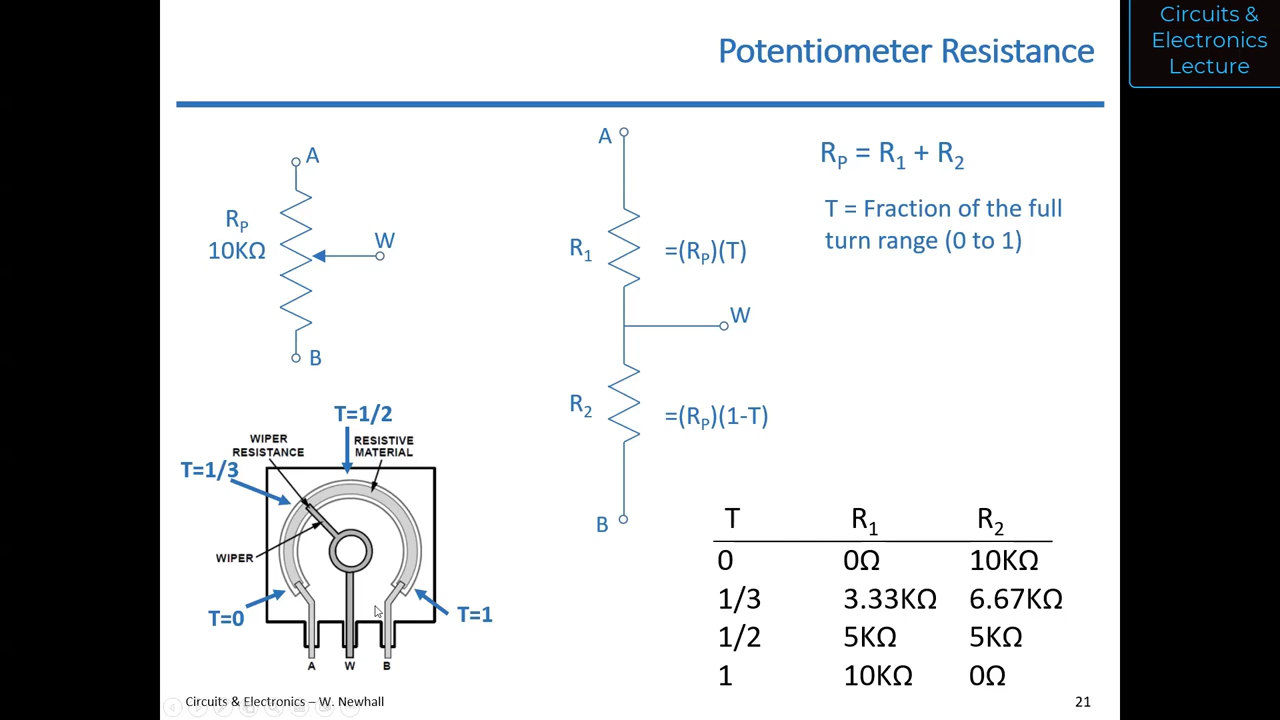 Circuits &
Electronics
Lecture
Potentiometer Resistance
A
R_P
10KΩ
W
B
A
R₁ =(R_P)(T)
W
R₂ =(R_P)(1-T)
B
R_P = R₁ + R₂
T = Fraction of the full
turn range (0 to 1)
T=1/2
WIPER
RESISTANCE
RESISTIVE
MATERIAL
T=1/3
WIPER
T=0
T=1
A W B
T R₁ R₂
0 0Ω 10KΩ
1/3 3.33KΩ 6.67KΩ
1/2 5KΩ 5KΩ
1 10KΩ 0Ω
Circuits & Electronics – W. Newhall
21